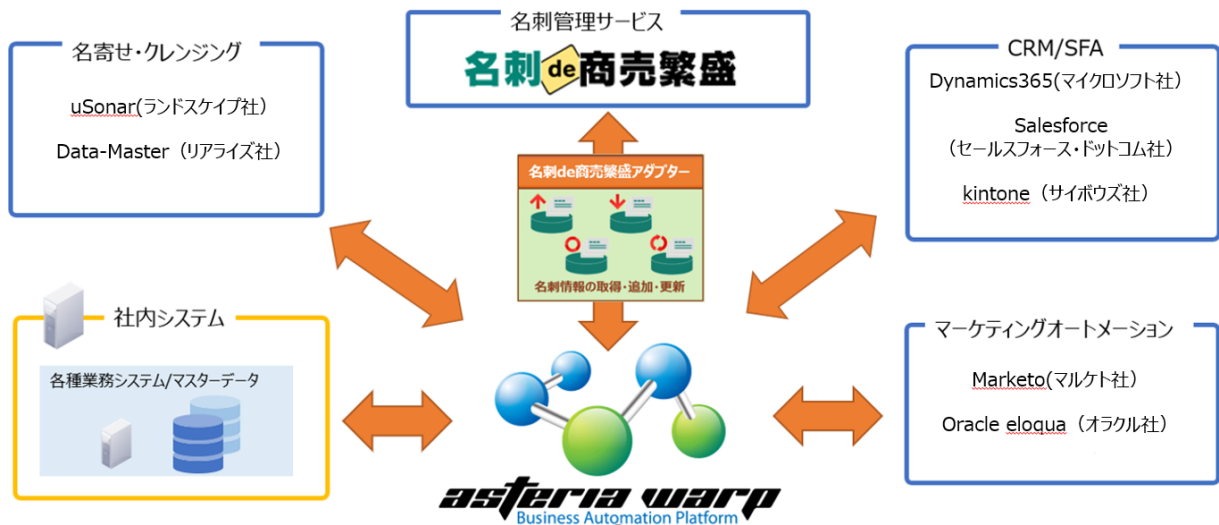 名刺管理サービス
名刺de商売繁盛
名寄せ・クレンジング
uSonar(ランドスケイプ社)
Data-Master（リアライズ社）
CRM/SFA
Dynamics365(マイクロソフト社）
Salesforce
（セールスフォース・ドットコム社）
kintone（サイボウズ社）
名刺de商売繁盛アダプター
名刺情報の取得・追加・更新
社内システム
各種業務システム/マスターデータ
マーケティングオートメーション
Marketo(マルケト社）
Oracle eloqua（オラクル社）
asteria warp
Business Automation Platform